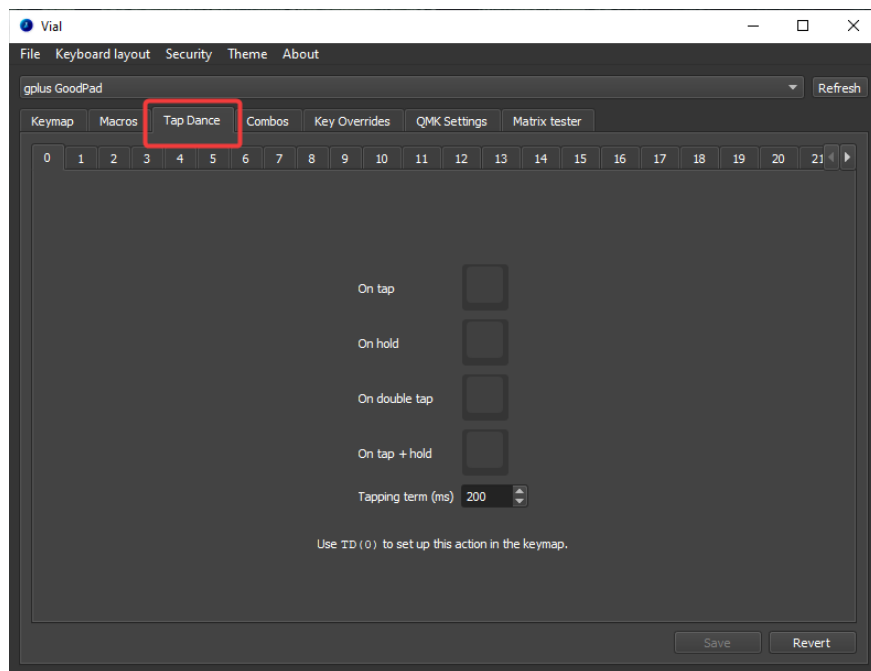 Vial
File Keyboard layout Security Theme About
gplus GoodPad Refresh
Keymap Macros Tap Dance Combos Key Overrides QMK Settings Matrix tester
0 1 2 3 4 5 6 7 8 9 10 11 12 13 14 15 16 17 18 19 20 21
On tap
On hold
On double tap
On tap + hold
Tapping term (ms) 200
Use TD(0) to set up this action in the keymap.
Save Revert